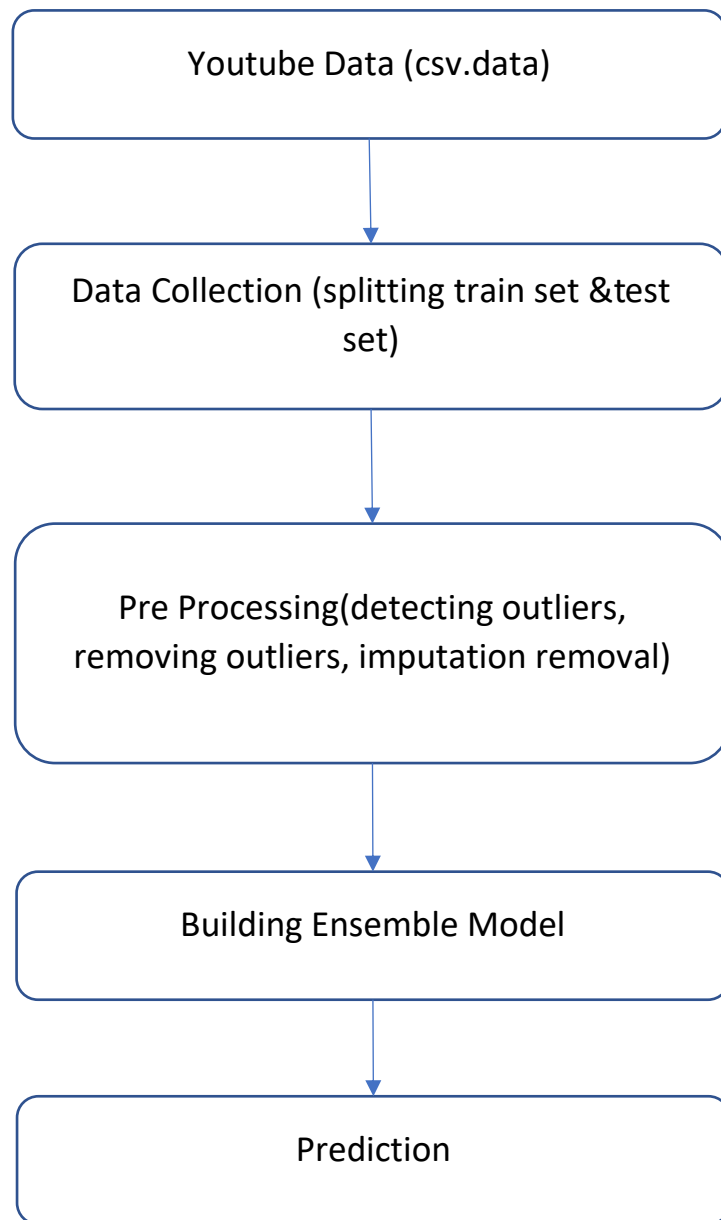 Youtube Data (csv.data)
Data Collection (splitting train set &test
set)
Pre Processing(detecting outliers,
removing outliers, imputation removal)
Building Ensemble Model
Prediction